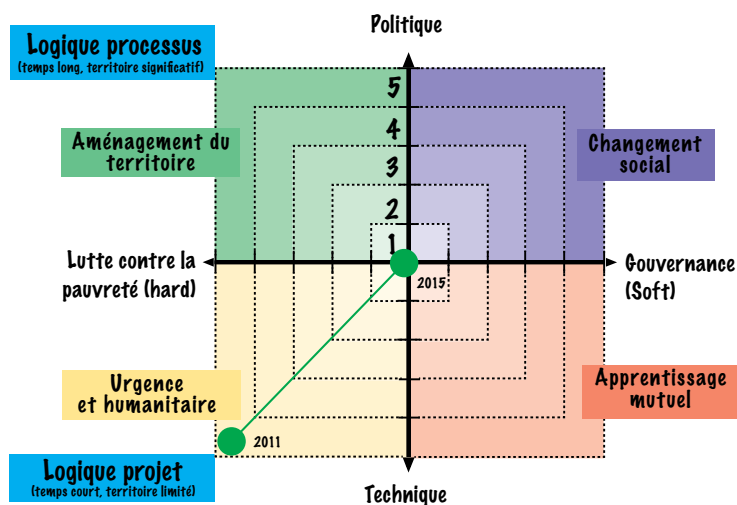 Politique
Logique processus
(temps long, territoire significatif)
5
4
3
2
1
Aménagement du
territoire
Changement
social
Lutte contre la
pauvreté (hard)
Gouvernance
(Soft)
2015
Urgence
et humanitaire
Apprentissage
mutuel
2011
Logique projet
(temps court, territoire limité)
Technique